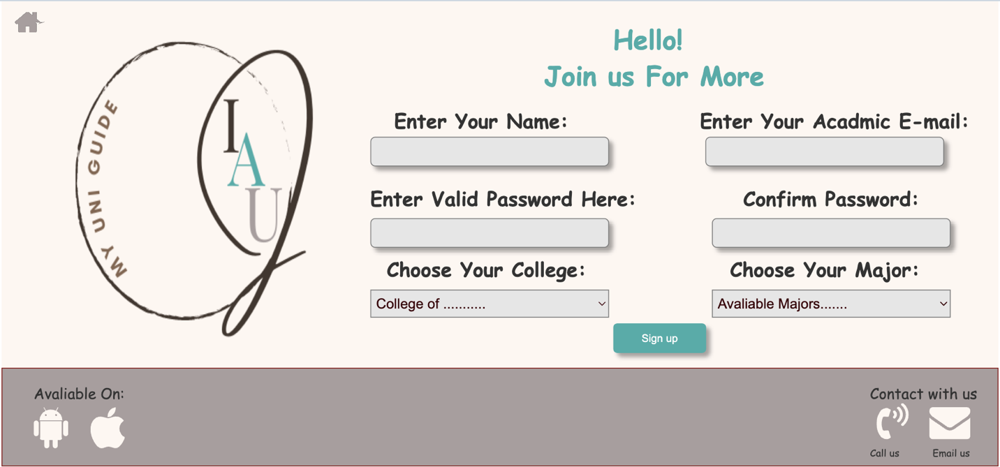 MY UNI GUIDE
I
A
U
Hello!
Join us For More
Enter Your Name:
Enter Your Acadmic E-mail:
Enter Valid Password Here:
Confirm Password:
Choose Your College:
Choose Your Major:
College of ...........
Avaliable Majors.......
Sign up
Avaliable On:
Contact with us
Call us
Email us